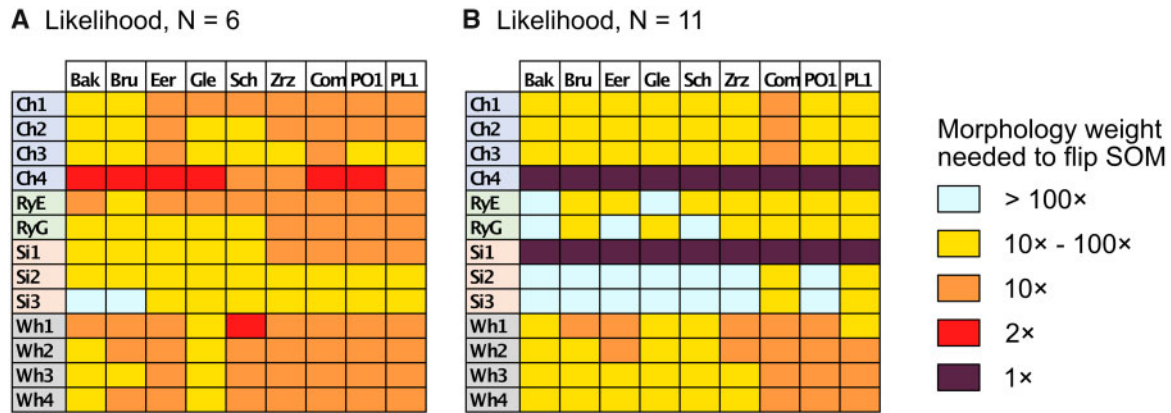 A Likelihood, N = 6
Bak Bru Eer Gle Sch Zrz Com PO1 PL1
Ch1
Ch2
Ch3
Ch4
RyE
RyG
Si1
Si2
Si3
Wh1
Wh2
Wh3
Wh4
B Likelihood, N = 11
Bak Bru Eer Gle Sch Zrz Com PO1 PL1
Ch1
Ch2
Ch3
Ch4
RyE
RyG
Si1
Si2
Si3
Wh1
Wh2
Wh3
Wh4
Morphology weight
needed to flip SOM
> 100×
10× - 100×
10×
2×
1×